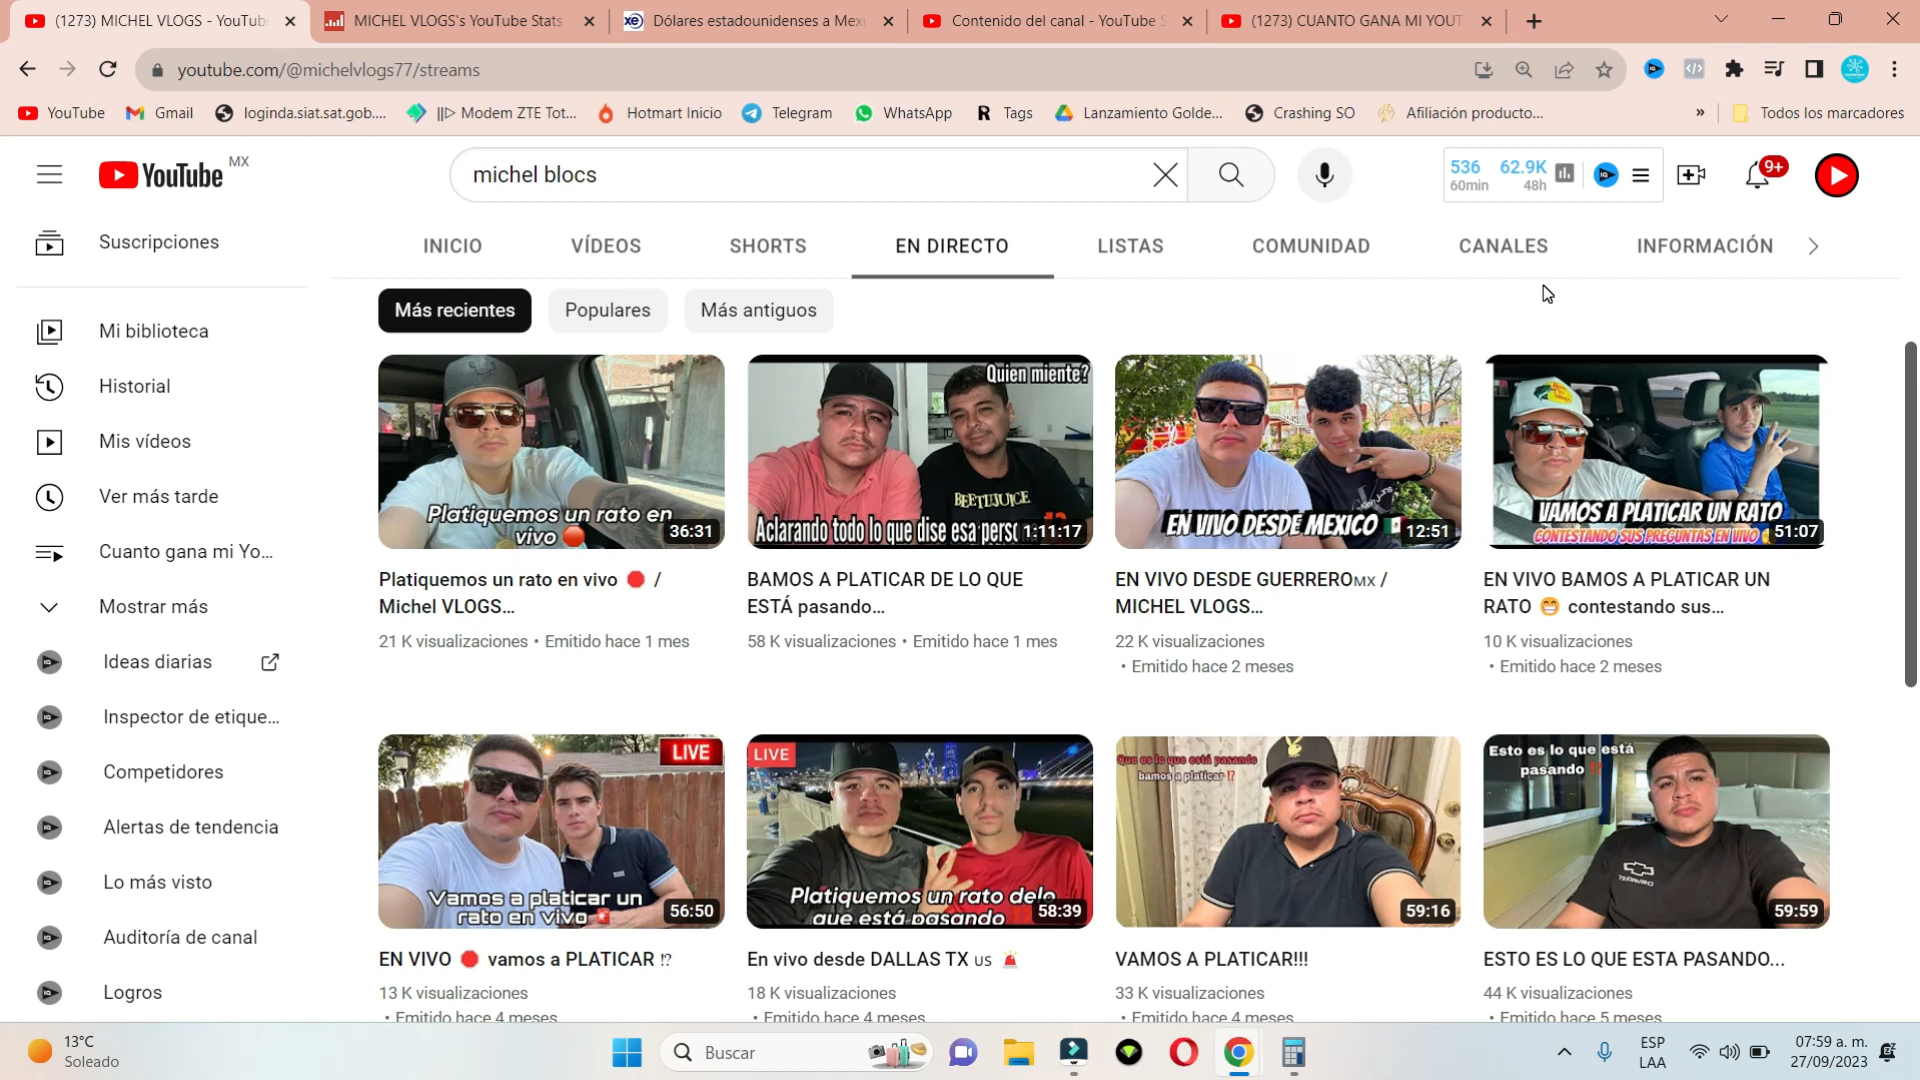 (1273) MICHEL VLOGS - YouTub
MICHEL VLOGS's YouTube Stats
Dólares estadounidenses a Mexi
Contenido del canal - YouTube S
(1273) CUANTO GANA MI YOUT
youtube.com/@michelvlogs77/streams
YouTube
Gmail
loginda.siat.sat.gob....
||▷ Modem ZTE Tot...
Hotmart Inicio
Telegram
WhatsApp
Tags
Lanzamiento Golde...
Crashing SO
Afiliación producto...
»
Todos los marcadores
YouTube MX
michel blocs
536
60min
62.9K
48h
9+
Suscripciones
INICIO
VÍDEOS
SHORTS
EN DIRECTO
LISTAS
COMUNIDAD
CANALES
INFORMACIÓN
Más recientes
Populares
Más antiguos
Mi biblioteca
Historial
Mis vídeos
Ver más tarde
Cuanto gana mi Yo...
Mostrar más
Ideas diarias
Inspector de etique...
Competidores
Alertas de tendencia
Lo más visto
Auditoría de canal
Logros
Platiquemos un rato en
vivo
36:31
Platiquemos un rato en vivo 🛑 /
Michel VLOGS...
21 K visualizaciones • Emitido hace 1 mes
Quien miente?
BEETLEJUICE
Aclarando todo lo que dise esa perso
1:11:17
BAMOS A PLATICAR DE LO QUE
ESTÁ pasando...
58 K visualizaciones • Emitido hace 1 mes
EN VIVO DESDE MEXICO
12:51
EN VIVO DESDE GUERREROMX /
MICHEL VLOGS...
22 K visualizaciones
• Emitido hace 2 meses
VAMOS A PLATICAR UN RATO
CONTESTANDO SUS PREGUNTAS EN VIVO
51:07
EN VIVO BAMOS A PLATICAR UN
RATO 😁 contestando sus...
10 K visualizaciones
• Emitido hace 2 meses
LIVE
Vamos a platicar un
rato en vivo
56:50
EN VIVO 🛑 vamos a PLATICAR ⁉
13 K visualizaciones
• Emitido hace 4 meses
LIVE
Platiquemos un rato delo
que está pasando
58:39
En vivo desde DALLAS TX US 🚨
18 K visualizaciones
• Emitido hace 4 meses
Que es lo que está pasando
bamos a platicar ⁉
59:16
VAMOS A PLATICAR!!!
33 K visualizaciones
• Emitido hace 4 meses
Esto es lo que está
pasando
59:59
ESTO ES LO QUE ESTA PASANDO...
44 K visualizaciones
• Emitido hace 5 meses
13°C
Soleado
Buscar
ESP
LAA
07:59 a. m.
27/09/2023